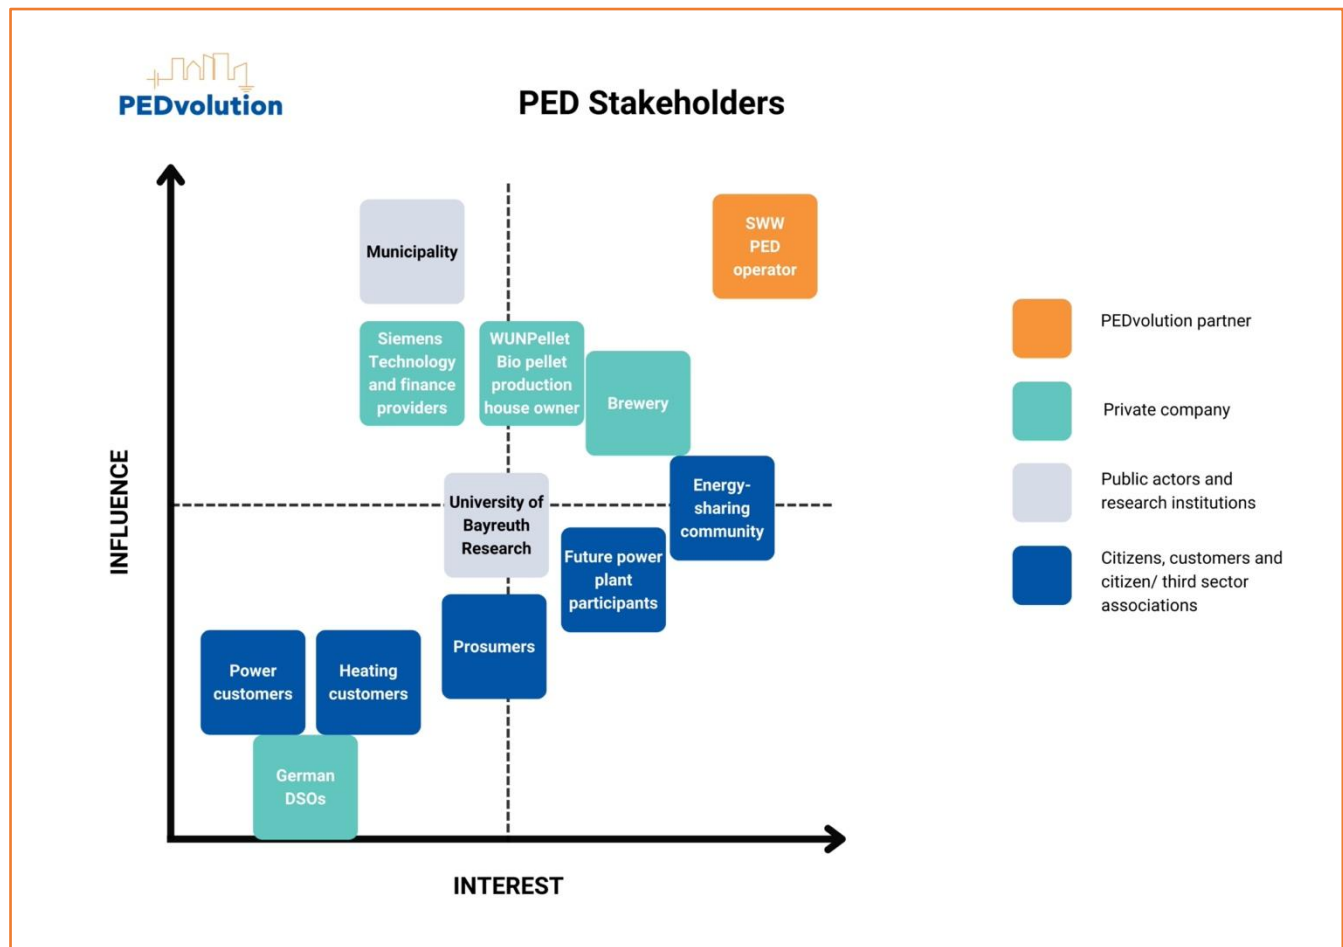 PEDvolution
PED Stakeholders
INFLUENCE
INTEREST
Municipality
SWW
PED
operator
Siemens
Technology
and finance
providers
WUNPellet
Bio pellet
production
house owner
Brewery
University of
Bayreuth
Research
Energy-
sharing
community
Future power
plant
participants
Prosumers
Power
customers
Heating
customers
German
DSOs
PEDvolution partner
Private company
Public actors and
research institutions
Citizens, customers and
citizen/ third sector
associations